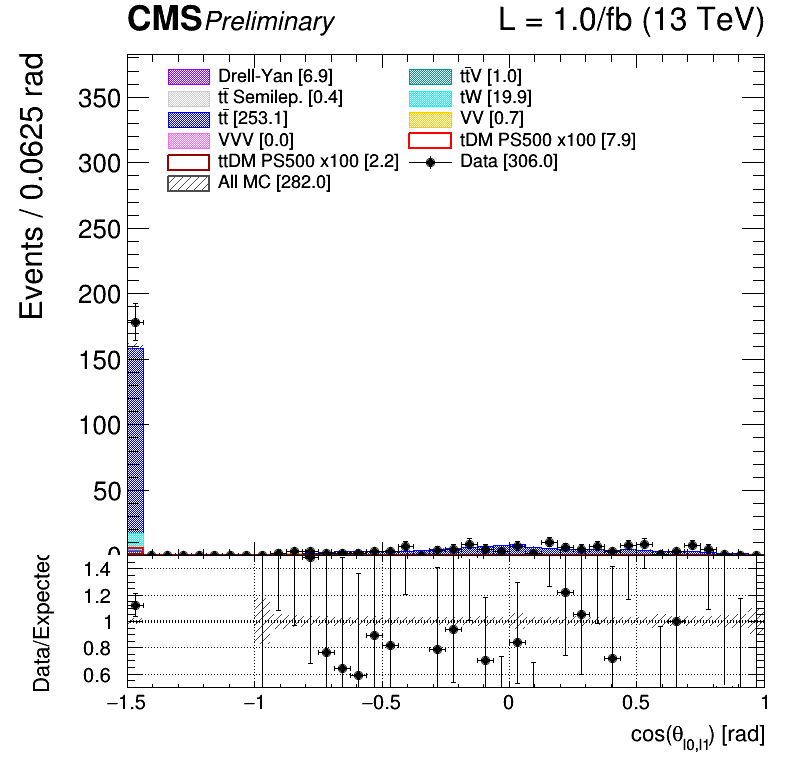 CMS Preliminary L = 1.0/fb (13 TeV)
Events / 0.0625 rad
350
300
250
200
150
100
50
0
Drell-Yan [6.9]
tt̄ Semilep. [0.4]
tt̄ [253.1]
VVV [0.0]
ttDM PS500 x100 [2.2]
All MC [282.0]
tt̄V [1.0]
tW [19.9]
VV [0.7]
tDM PS500 x100 [7.9]
Data [306.0]
Data/Expected
1.4
1.2
1
0.8
0.6
−1.5 −1 −0.5 0 0.5 1
cos(θl0,l1) [rad]